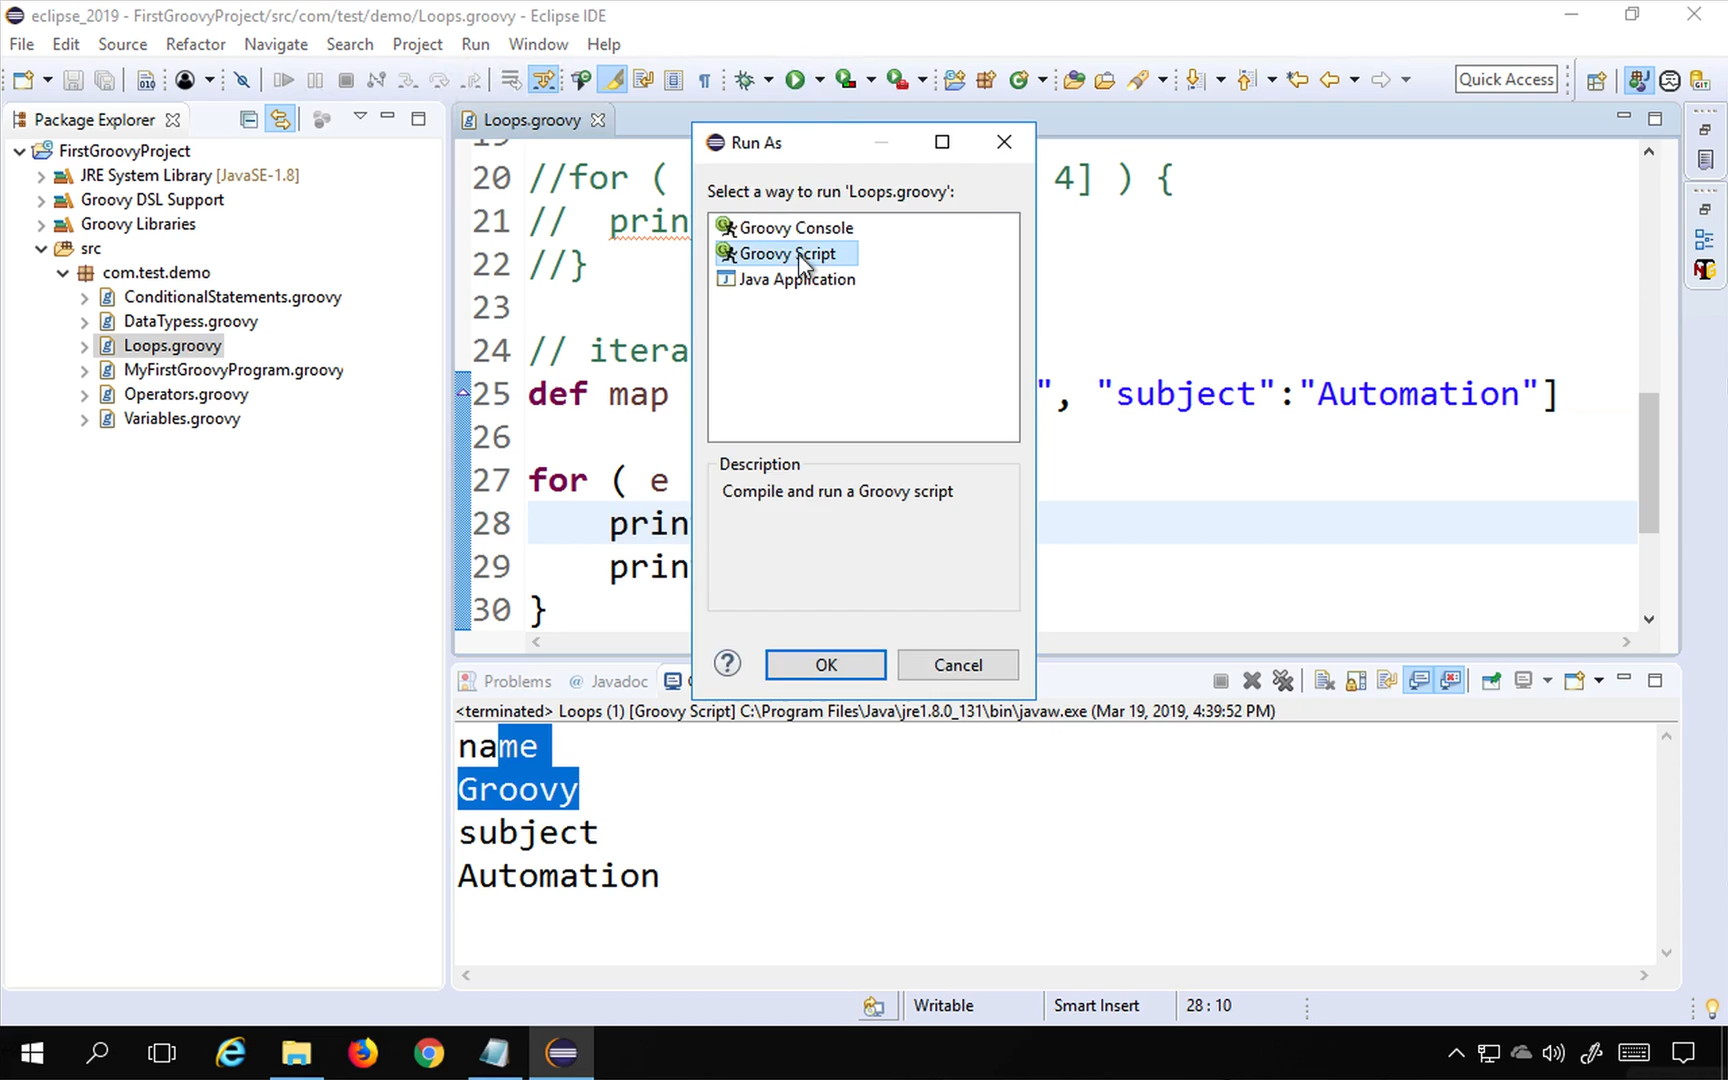 eclipse_2019 - FirstGroovyProject/src/com/test/demo/Loops.groovy - Eclipse IDE
File Edit Source Refactor Navigate Search Project Run Window Help
Quick Access
Package Explorer
Loops.groovy
FirstGroovyProject
JRE System Library [JavaSE-1.8]
Groovy DSL Support
Groovy Libraries
src
com.test.demo
ConditionalStatements.groovy
DataTypess.groovy
Loops.groovy
MyFirstGroovyProgram.groovy
Operators.groovy
Variables.groovy
20 //for ( 4] ) {
21 // prin
22 //}
23
24 // itera
25 def map ", "subject":"Automation"]
26
27 for ( e
28 prin
29 prin
30 }
Run As
Select a way to run 'Loops.groovy':
Groovy Console
Groovy Script
Java Application
Description
Compile and run a Groovy script
OK Cancel
Problems @ Javadoc
<terminated> Loops (1) [Groovy Script] C:\Program Files\Java\jre1.8.0_131\bin\javaw.exe (Mar 19, 2019, 4:39:52 PM)
name
Groovy
subject
Automation
Writable Smart Insert 28 : 10